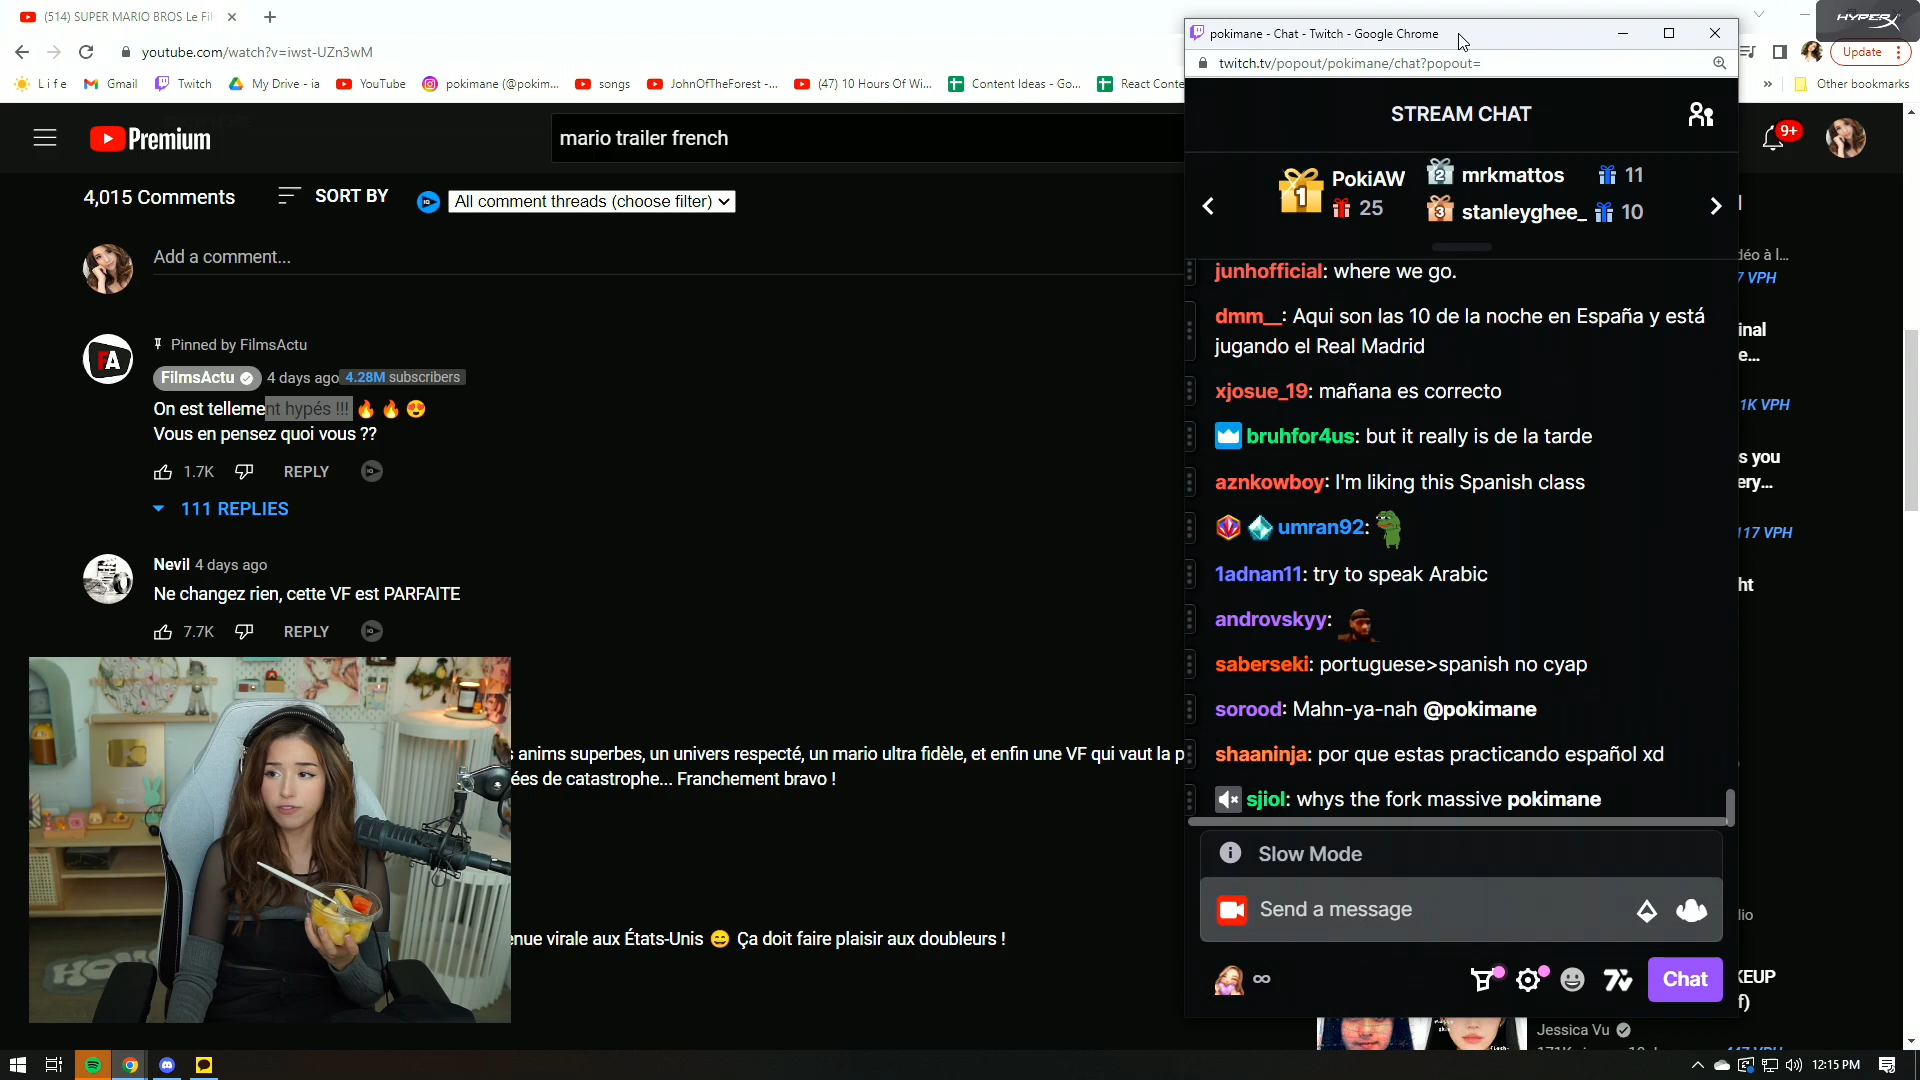 (514) SUPER MARIO BROS Le Fi
youtube.com/watch?v=iwst-UZn3wM
Update
HYPERX
L i f e
Gmail
Twitch
My Drive - ia
YouTube
pokimane (@pokim...
songs
JohnOfTheForest -...
(47) 10 Hours Of Wi...
Content Ideas - Go...
React Conte
»
Other bookmarks
Premium
mario trailer french
9+
4,015 Comments
SORT BY
All comment threads (choose filter)
Add a comment...
Pinned by FilmsActu
FA
FilmsActu
4 days ago
4.28M subscribers
On est tellement hypés !!! 🔥 🔥 😍
Vous en pensez quoi vous ??
1.7K
REPLY
111 REPLIES
Nevil 4 days ago
Ne changez rien, cette VF est PARFAITE
7.7K
REPLY
anims superbes, un univers respecté, un mario ultra fidèle, et enfin une VF qui vaut la p
ées de catastrophe... Franchement bravo !
enue virale aux États-Unis 😄 Ça doit faire plaisir aux doubleurs !
pokimane - Chat - Twitch - Google Chrome
twitch.tv/popout/pokimane/chat?popout=
STREAM CHAT
1 PokiAW
25
2 mrkmattos 11
3 stanleyghee_ 10
junhofficial: where we go.
dmm__: Aqui son las 10 de la noche en España y está
jugando el Real Madrid
xjosue_19: mañana es correcto
bruhfor4us: but it really is de la tarde
aznkowboy: I'm liking this Spanish class
umran92:
1adnan11: try to speak Arabic
androvskyy:
saberseki: portuguese>spanish no cyap
sorood: Mahn-ya-nah @pokimane
shaaninja: por que estas practicando español xd
sjiol: whys the fork massive pokimane
Slow Mode
Send a message
∞
Chat
déo à l...
7 VPH
inal
e...
1K VPH
s you
ery...
117 VPH
ht
lio
KEUP
f)
Jessica Vu
12:15 PM